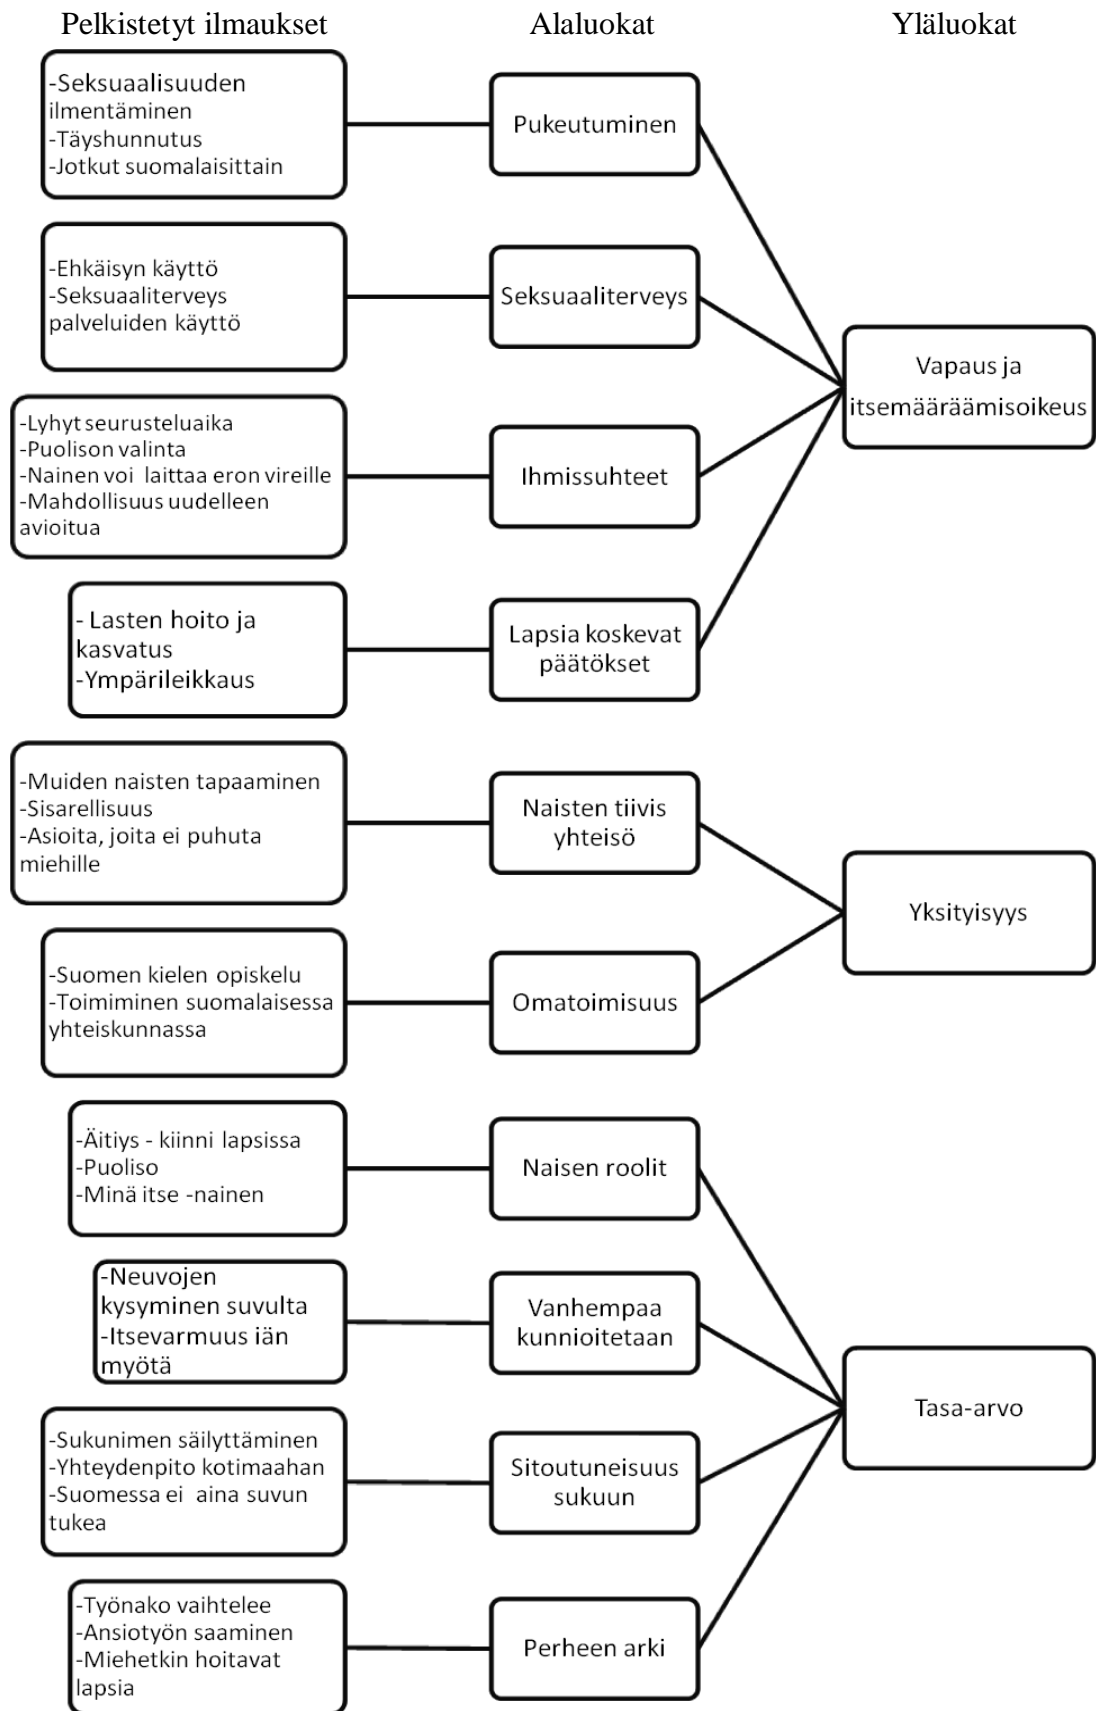 Pelkistetyt ilmaukset
Alaluokat
Yläluokat
-Seksuaalisuuden
ilmentäminen
-Täyshunnutus
-Jotkut suomalaisittain
Pukeutuminen
-Ehkäisyn käyttö
-Seksuaaliterveys
palveluiden käyttö
Seksuaaliterveys
-Lyhyt seurusteluaika
-Puolison valinta
-Nainen voi laittaa eron vireille
-Mahdollisuus uudelleen
avioitua
Ihmissuhteet
- Lasten hoito ja
kasvatus
-Ympärileikkaus
Lapsia koskevat
päätökset
Vapaus ja
itsemääräämisoikeus
-Muiden naisten tapaaminen
-Sisarellisuus
-Asioita, joita ei puhuta
miehille
Naisten tiivis
yhteisö
-Suomen kielen opiskelu
-Toimiminen suomalaisessa
yhteiskunnassa
Omatoimisuus
Yksityisyys
-Äitiys - kiinni lapsissa
-Puoliso
-Minä itse -nainen
Naisen roolit
-Neuvojen
kysyminen suvulta
-Itsevarmuus iän
myötä
Vanhempaa
kunnioitetaan
-Sukunimen säilyttäminen
-Yhteydenpito kotimaahan
-Suomessa ei aina suvun
tukea
Sitoutuneisuus
sukuun
-Työnako vaihtelee
-Ansiotyön saaminen
-Miehetkin hoitavat
lapsia
Perheen arki
Tasa-arvo